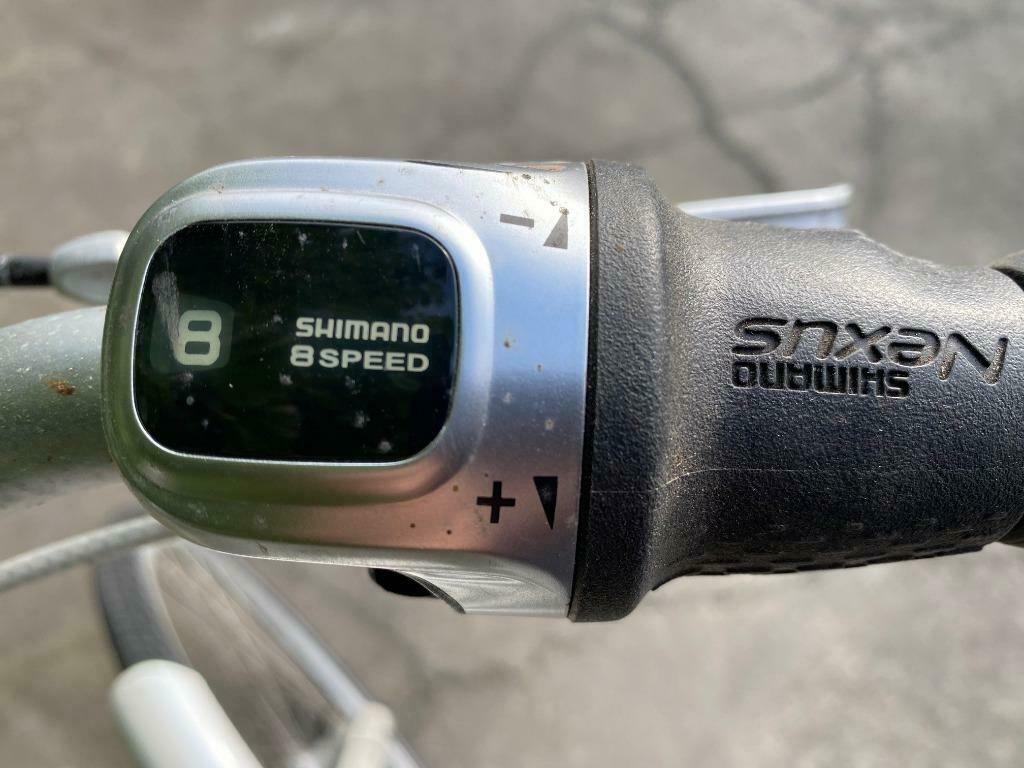 8
SHIMANO
8 SPEED
-
+
Nexus
SHIMANO